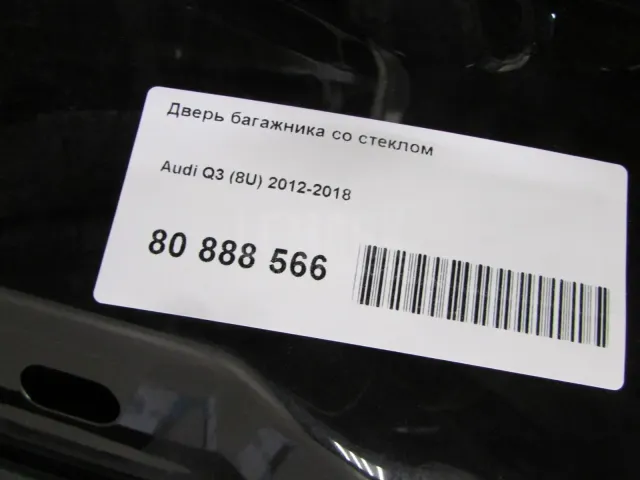 Дверь багажника со стеклом
Audi Q3 (8U) 2012-2018
80 888 566